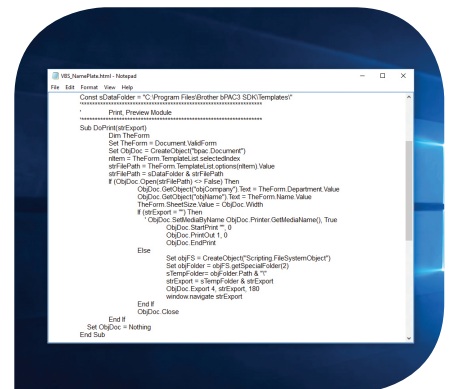 VBS_NamePlate.html - Notepad
File Edit Format View Help
Const sDataFolder = "C:\Program Files\Brother bPAC3 SDK\Templates\"
'*******************************************************************
' Print, Preview Module
'*******************************************************************
Sub DoPrint(strExport)
Dim TheForm
Set TheForm = Document.ValidForm
Set ObjDoc = CreateObject("bpac.Document")
nItem = TheForm.TemplateList.selectedIndex
strFilePath = TheForm.TemplateList.options(nItem).Value
strFilePath = sDataFolder & strFilePath
If (ObjDoc.Open(strFilePath) <> False) Then
ObjDoc.GetObject("objCompany").Text = TheForm.Department.Value
ObjDoc.GetObject("objName").Text = TheForm.Name.Value
TheForm.SheetSize.Value = ObjDoc.Width
If (strExport = "") Then
' ObjDoc.SetMediaByName ObjDoc.Printer.GetMediaName(), True
ObjDoc.StartPrint "", 0
ObjDoc.PrintOut 1, 0
ObjDoc.EndPrint
Else
Set objFS = CreateObject("Scripting.FileSystemObject")
Set objFolder = objFS.getSpecialFolder(2)
sTempFolder= objFolder.Path & "\"
strExport = sTempFolder & strExport
ObjDoc.Export 4, strExport, 180
window.navigate strExport
End If
ObjDoc.Close
End If
Set ObjDoc = Nothing
End Sub